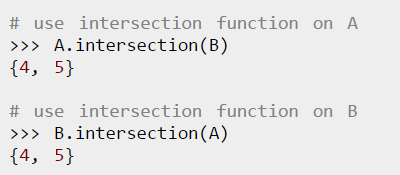 # use intersection function on A
>>> A.intersection(B)
{4, 5}
# use intersection function on B
>>> B.intersection(A)
{4, 5}